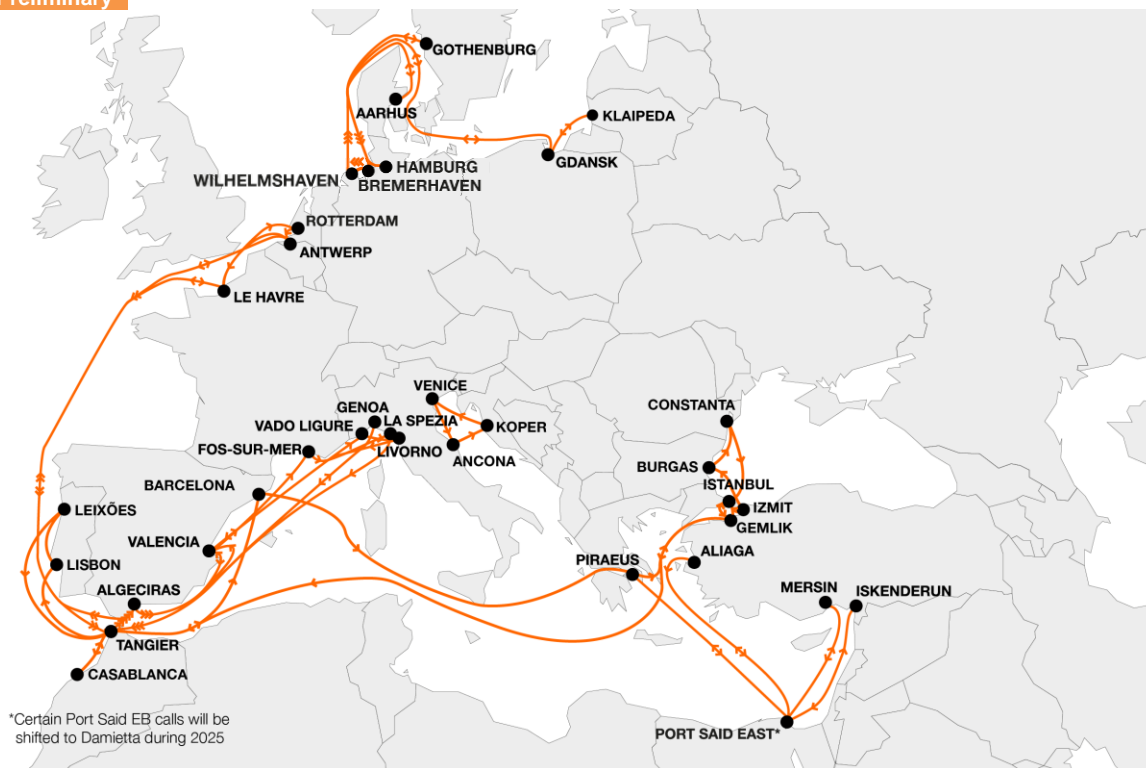 Preliminary
GOTHENBURG
AARHUS
KLAIPEDA
GDANSK
HAMBURG
WILHELMSHAVEN
BREMERHAVEN
ROTTERDAM
ANTWERP
LE HAVRE
VENICE
GENOA
LA SPEZIA
VADO LIGURE
KOPER
CONSTANTA
FOS-SUR-MER
LIVORNO
ANCONA
BURGAS
BARCELONA
ISTANBUL
LEIXÕES
IZMIT
GEMLIK
VALENCIA
ALIAGA
LISBON
PIRAEUS
ALGECIRAS
MERSIN
ISKENDERUN
TANGIER
CASABLANCA
*Certain Port Said EB calls will be
shifted to Damietta during 2025
PORT SAID EAST*